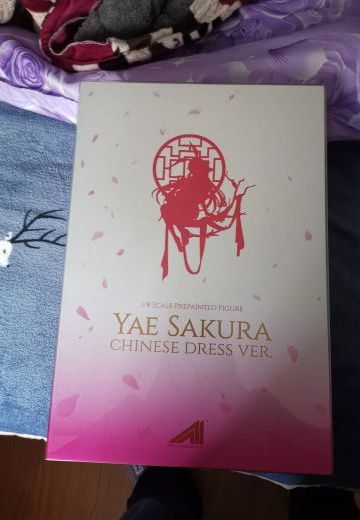 1/8 Scale Prepainted Figure
Yae Sakura
Chinese Dress Ver.